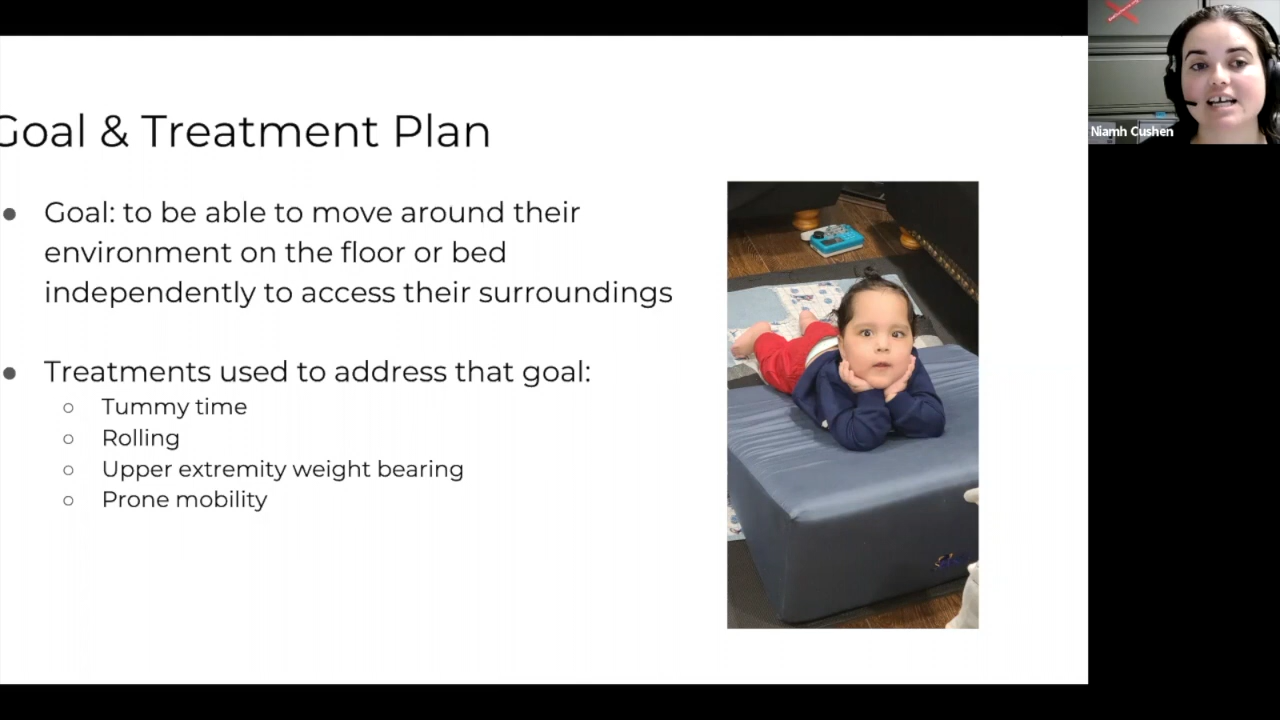 Goal & Treatment Plan
Goal: to be able to move around their
environment on the floor or bed
independently to access their surroundings
Treatments used to address that goal:
Tummy time
Rolling
Upper extremity weight bearing
Prone mobility
Niamh Cushen